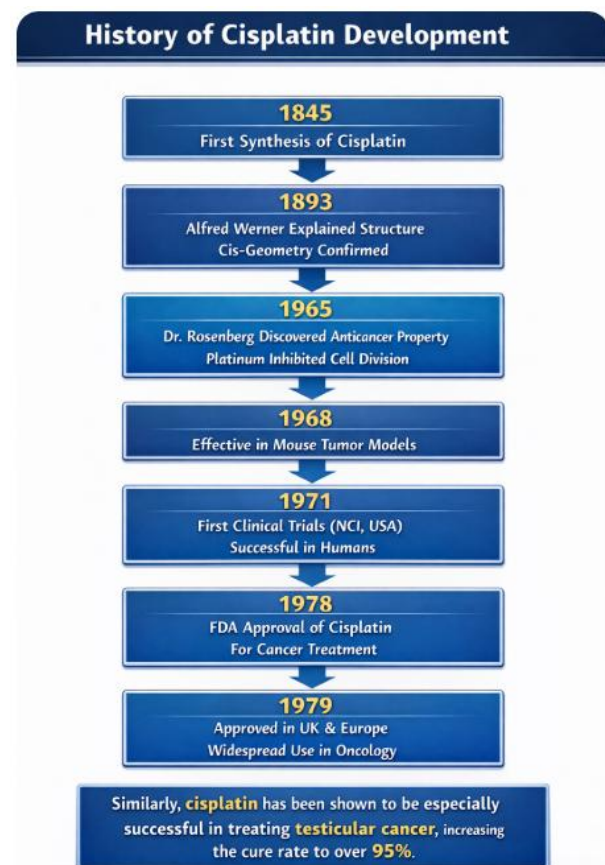 History of Cisplatin Development
1845
First Synthesis of Cisplatin
1893
Alfred Werner Explained Structure
Cis-Geometry Confirmed
1965
Dr. Rosenberg Discovered Anticancer Property
Platinum Inhibited Cell Division
1968
Effective in Mouse Tumor Models
1971
First Clinical Trials (NCI, USA)
Successful in Humans
1978
FDA Approval of Cisplatin
For Cancer Treatment
1979
Approved in UK & Europe
Widespread Use in Oncology
Similarly, cisplatin has been shown to be especially
successful in treating testicular cancer, increasing
the cure rate to over 95%.